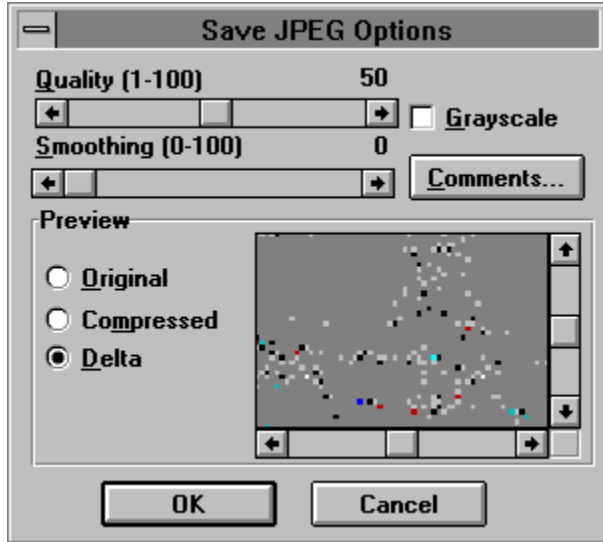 Save JPEG Options
Quality (1-100) 50
Grayscale
Smoothing (0-100) 0
Comments...
Preview
Original
Compressed
Delta
OK Cancel